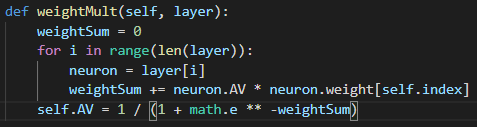 def weightMult(self, layer):
    weightSum = 0
    for i in range(len(layer)):
        neuron = layer[i]
        weightSum += neuron.AV * neuron.weight[self.index]
    self.AV = 1 / (1 + math.e ** -weightSum)